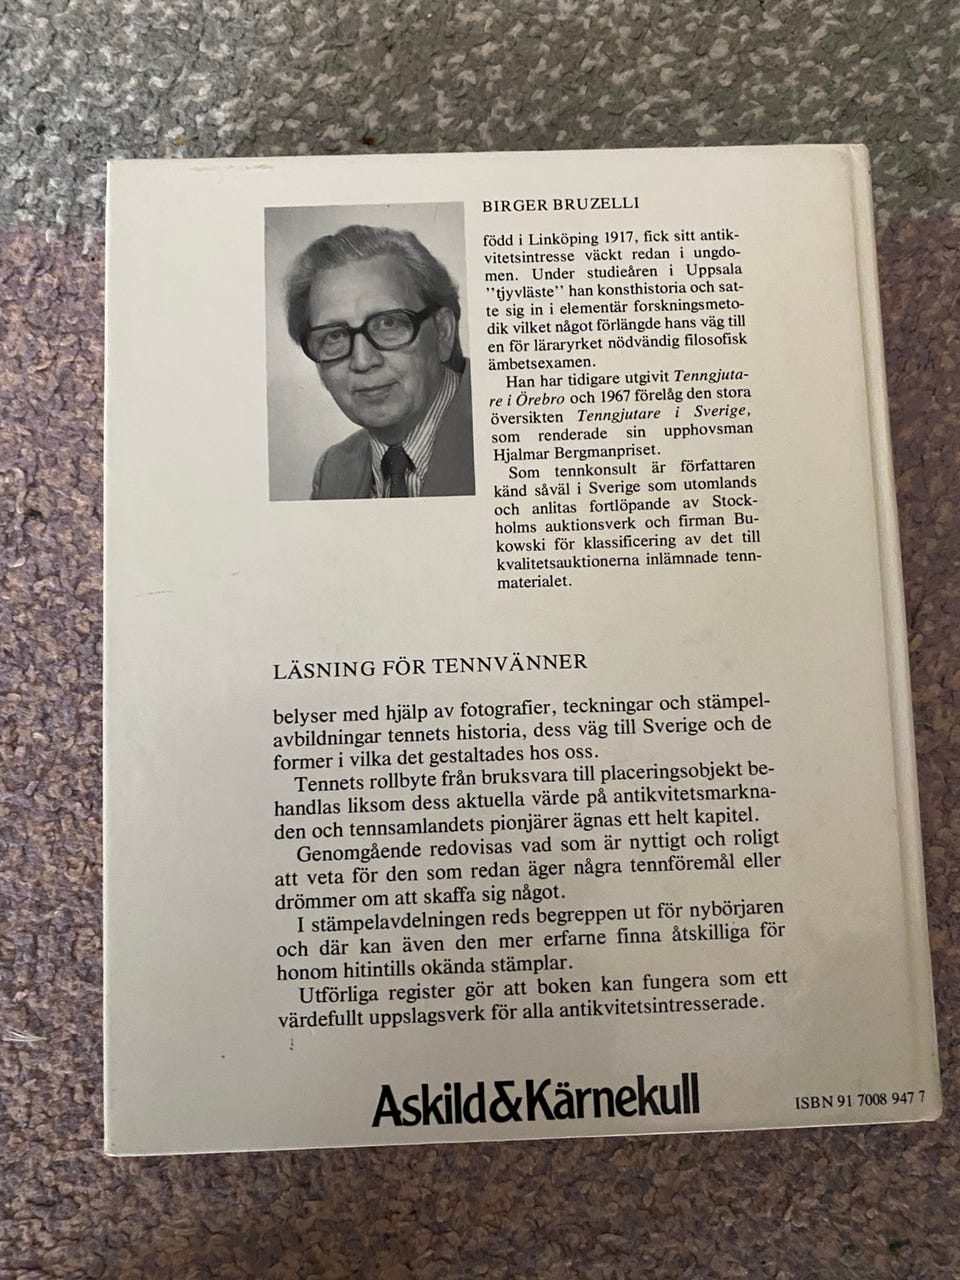 BIRGER BRUZELLI
född i Linköping 1917, fick sitt antik-
vitetsintresse väckt redan i ungdo-
men. Under studieåren i Uppsala
”tjyvläste” han konsthistoria och sat-
te sig in i elementär forskningsmeto-
dik vilket något förlängde hans väg till
en för läraryrket nödvändig filosofisk
ämbetsexamen.
Han har tidigare utgivit Tenngjuta-
re i Örebro och 1967 förelåg den stora
översikten Tenngjutare i Sverige,
som renderade sin upphovsman
Hjalmar Bergmanpriset.
Som tennkonsult är författaren
känd såväl i Sverige som utomlands
och anlitas fortlöpande av Stock-
holms auktionsverk och firman Bu-
kowski för klassificering av det till
kvalitetsauktionerna inlämnade tenn-
materialet.
LÄSNING FÖR TENNVÄNNER
belyser med hjälp av fotografier, teckningar och stämpel-
avbildningar tennets historia, dess väg till Sverige och de
former i vilka det gestaltades hos oss.
Tennets rollbyte från bruksvara till placeringsobjekt be-
handlas liksom dess aktuella värde på antikvitetsmarkna-
den och tennsamlandets pionjärer ägnas ett helt kapitel.
Genomgående redovisas vad som är nyttigt och roligt
att veta för den som redan äger några tennföremål eller
drömmer om att skaffa sig något.
I stämpelavdelningen reds begreppen ut för nybörjaren
och där kan även den mer erfarne finna åtskilliga för
honom hitintills okända stämplar.
Utförliga register gör att boken kan fungera som ett
värdefullt uppslagsverk för alla antikvitetsintresserade.
Askild&Kärnekull
ISBN 91 7008 947 7